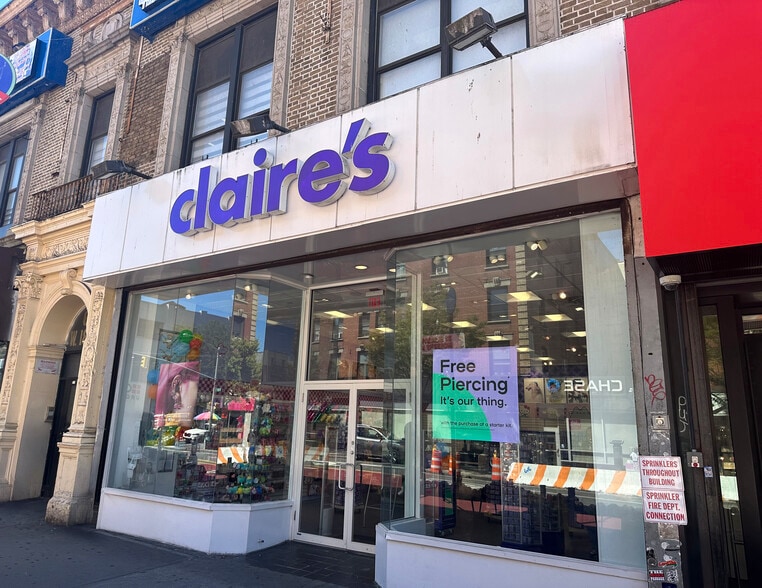 claire's
Free
Piercing
It's our thing.
with the purchase of a starter kit.
CHASE
SPRINKLERS
THROUGHOUT
BUILDING
SPRINKLER
FIRE DEPT.
CONNECTION